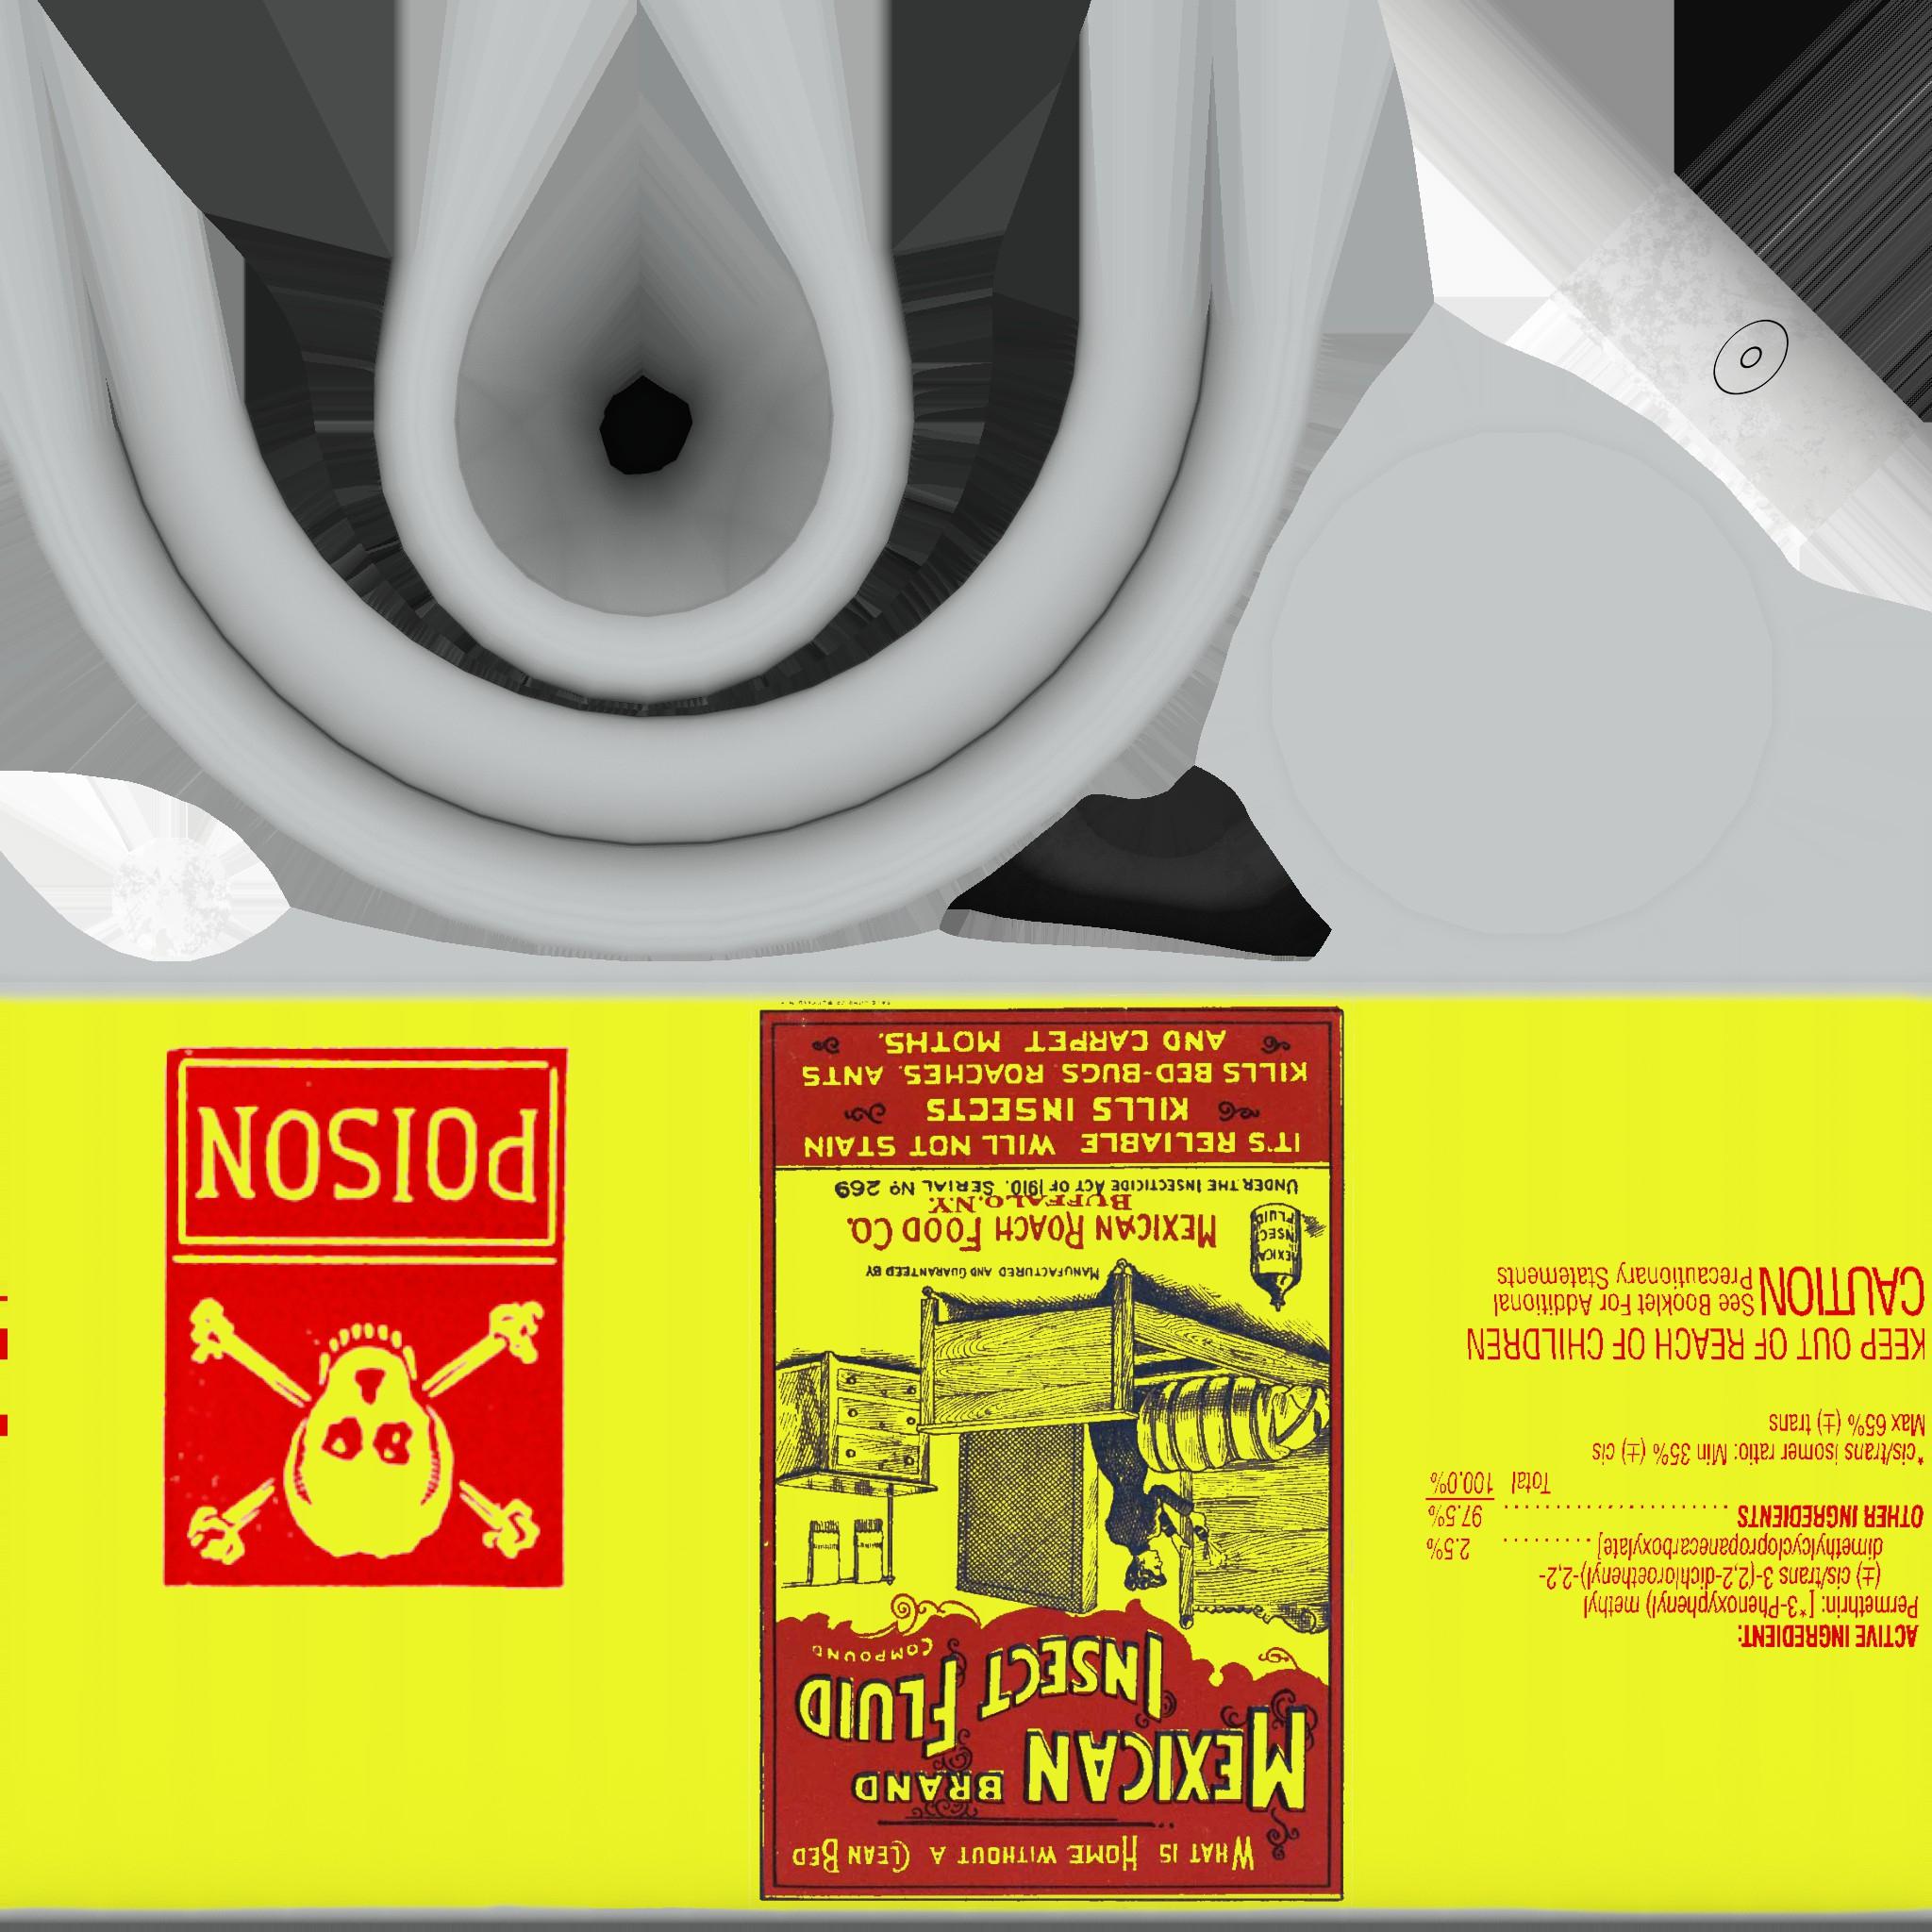 ACTIVE INGREDIENT:
Permethrin: [*3-Phenoxyphenyl) methyl
(±) cis/trans 3-(2,2-dichloroethenyl)-2,2-
dimethylcyclopropanecarboxylate] ......... 2.5%
OTHER INGREDIENTS ...................... 97.5%
Total 100.0%
*cis/trans isomer ratio: Min 35% (±) cis
Max 65% (±) trans
KEEP OUT OF REACH OF CHILDREN
CAUTION See Booklet For Additional
Precautionary Statements
WHAT IS HOME WITHOUT A CLEAN BED
MEXICAN BRAND
INSECT FLUID
COMPOUND
MEXICAN
INSECT
FLUID
MANUFACTURED AND GUARANTEED BY
MEXICAN ROACH FOOD CO.
BUFFALO, N.Y.
UNDER THE INSECTICIDE ACT OF 1910. SERIAL No 269
IT'S RELIABLE WILL NOT STAIN
KILLS INSECTS
KILLS BED-BUGS. ROACHES. ANTS
AND CARPET MOTHS.
POISON